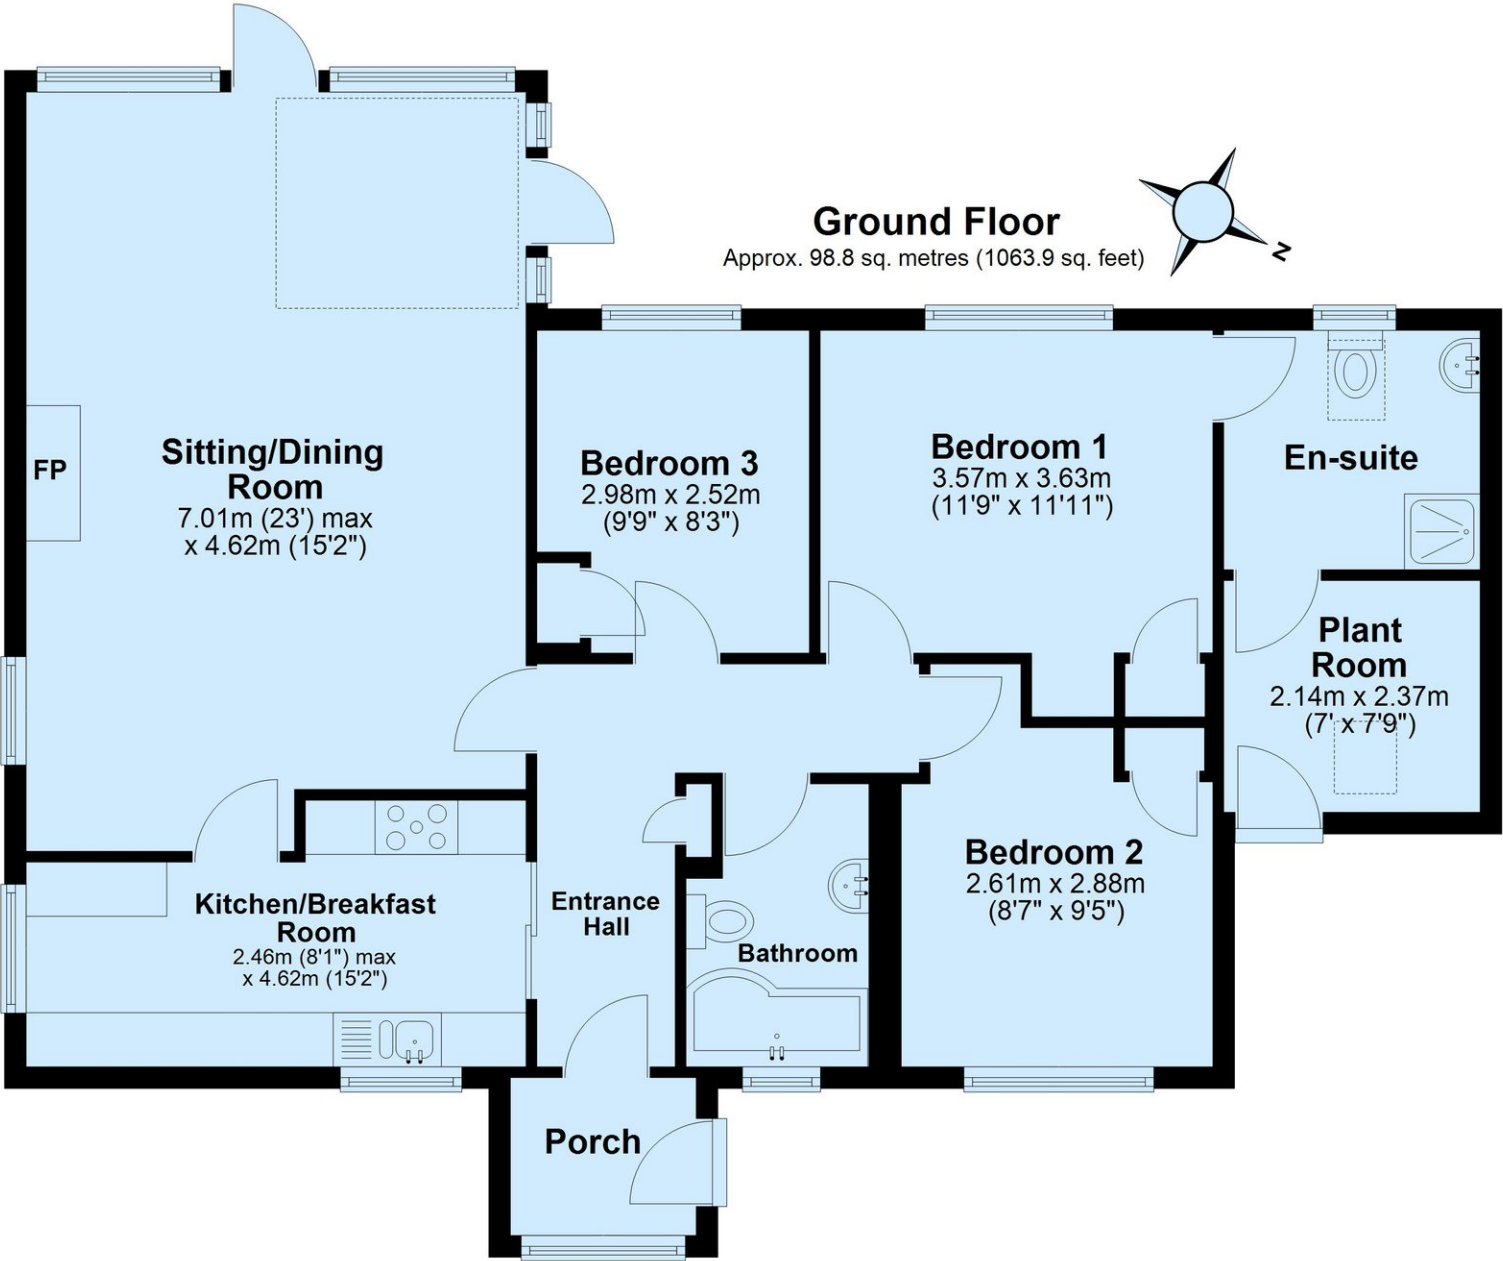 Ground Floor
Approx. 98.8 sq. metres (1063.9 sq. feet)
N
Sitting/Dining
Room
7.01m (23') max
x 4.62m (15'2")
FP
Bedroom 3
2.98m x 2.52m
(9'9" x 8'3")
Bedroom 1
3.57m x 3.63m
(11'9" x 11'11")
En-suite
Plant
Room
2.14m x 2.37m
(7' x 7'9")
Kitchen/Breakfast
Room
2.46m (8'1") max
x 4.62m (15'2")
Entrance
Hall
Bathroom
Bedroom 2
2.61m x 2.88m
(8'7" x 9'5")
Porch